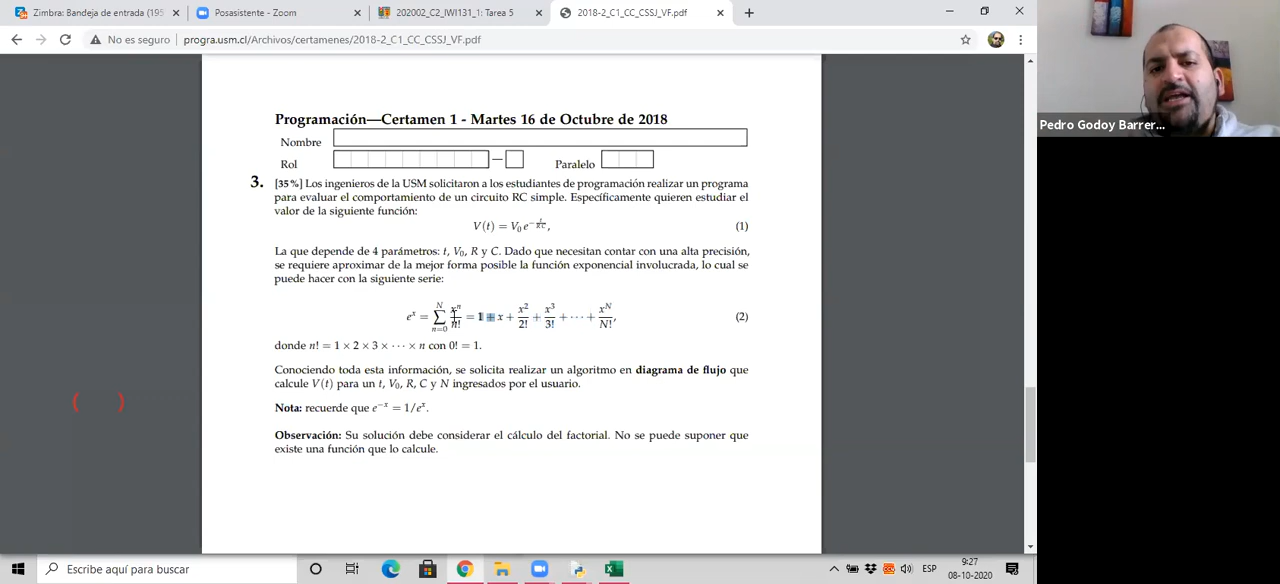 Zimbra: Bandeja de entrada (195
Posasistente - Zoom
202002_C2_IWI131_1: Tarea 5
2018-2_C1_CC_CSSJ_VF.pdf
No es seguro | progra.usm.cl/Archivos/certamenes/2018-2_C1_CC_CSSJ_VF.pdf
Pedro Godoy Barrer...
Programación—Certamen 1 - Martes 16 de Octubre de 2018
Nombre
Rol – Paralelo
3. [35%] Los ingenieros de la USM solicitaron a los estudiantes de programación realizar un programa
para evaluar el comportamiento de un circuito RC simple. Específicamente quieren estudiar el
valor de la siguiente función:
V(t) = V₀ e^{-t/RC}, (1)
La que depende de 4 parámetros: t, V₀, R y C. Dado que necesitan contar con una alta precisión,
se requiere aproximar de la mejor forma posible la función exponencial involucrada, lo cual se
puede hacer con la siguiente serie:
eˣ = ∑_{n=0}^{N} xⁿ/n! = 1 + x + x²/2! + x³/3! + ··· + x^N/N!, (2)
donde n! = 1 × 2 × 3 × ··· × n con 0! = 1.
Conociendo toda esta información, se solicita realizar un algoritmo en diagrama de flujo que
calcule V(t) para un t, V₀, R, C y N ingresados por el usuario.
Nota: recuerde que e⁻ˣ = 1/eˣ.
( )
Observación: Su solución debe considerar el cálculo del factorial. No se puede suponer que
existe una función que lo calcule.
Escribe aquí para buscar
ESP
9:27
08-10-2020